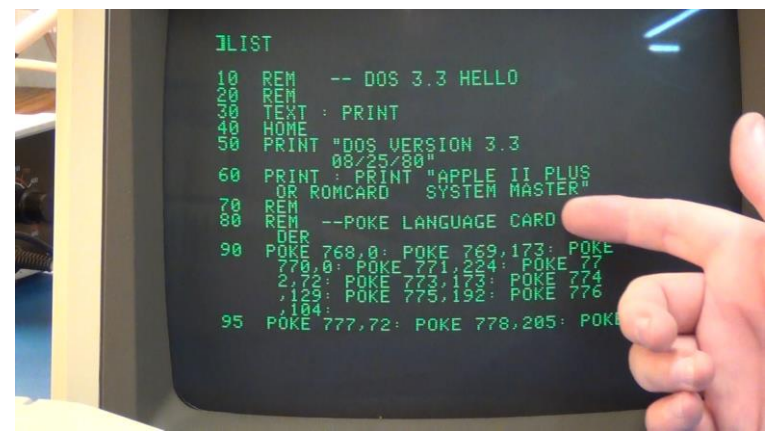 ]LIST
10 REM -- DOS 3.3 HELLO
20 REM
30 TEXT : PRINT
40 HOME
50 PRINT "DOS VERSION 3.3
08/25/80"
60 PRINT : PRINT "APPLE II PLUS
OR ROMCARD SYSTEM MASTER"
70 REM
80 REM --POKE LANGUAGE CARD
DER
90 POKE 768,0: POKE 769,173: POKE
770,0: POKE 771,224: POKE 77
2,72: POKE 773,173: POKE 774
,129: POKE 775,192: POKE 776
,104:
95 POKE 777,72: POKE 778,205: POKE